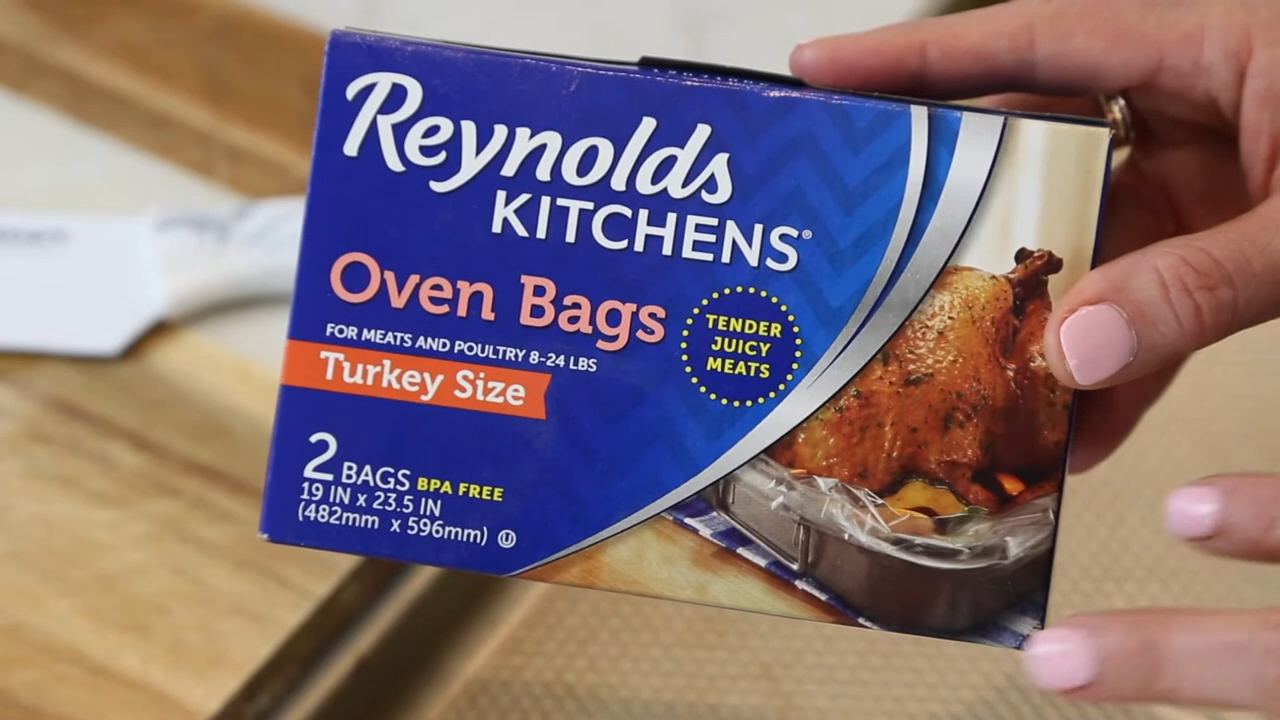 Reynolds
KITCHENS®
Oven Bags
FOR MEATS AND POULTRY 8-24 LBS
Turkey Size
TENDER
JUICY
MEATS
2 BAGS BPA FREE
19 IN x 23.5 IN
(482mm x 596mm) U